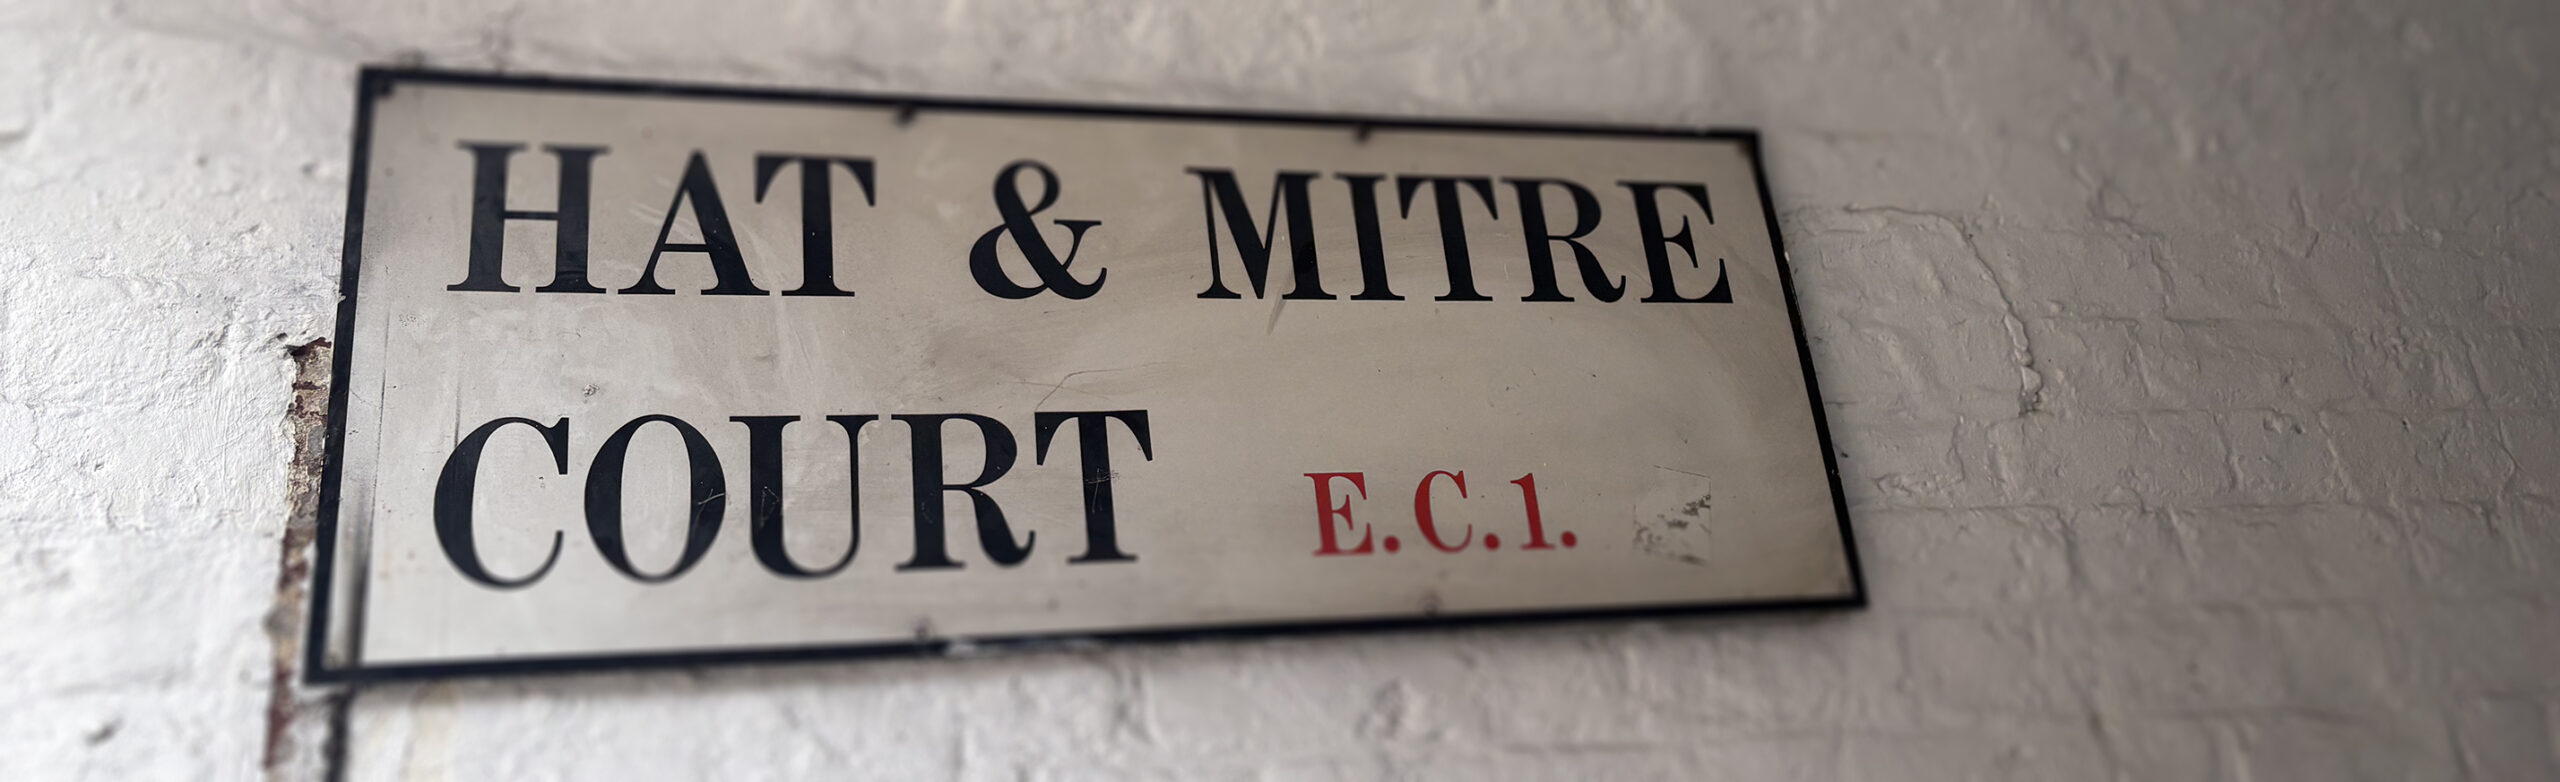 HAT & MITRE
COURT E.C.1.